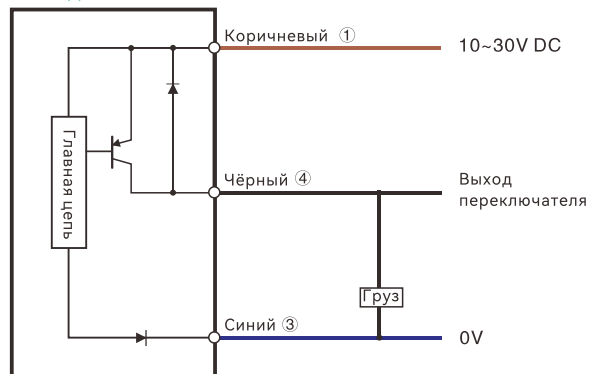 Коричневый ①
10~30V DC
Главная цепь
Чёрный ④
Выход
переключателя
Груз
Синий ③
0V